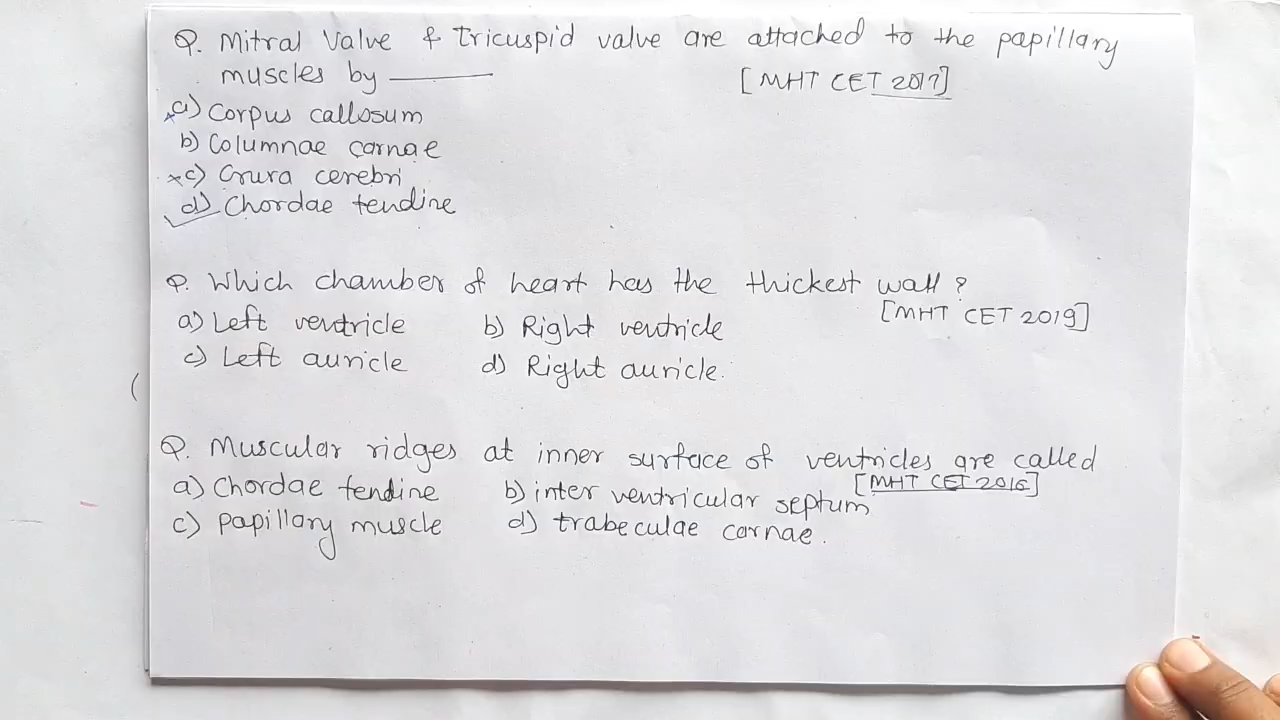 Q. Mitral Valve & tricuspid valve are attached to the papillary
muscles by ———
[MHT CET 2017]
a) Corpus callosum
b) Columnae carnae
c) Crura cerebri
d) Chordae tendine
Q. Which chamber of heart has the thickest wall?
[MHT CET 2019]
a) Left ventricle b) Right ventricle
c) Left auricle d) Right auricle.
Q. Muscular ridges at inner surface of ventricles are called
[MHT CET 2016]
a) Chordae tendine b) inter ventricular septum
c) papillary muscle d) trabeculae carnae.